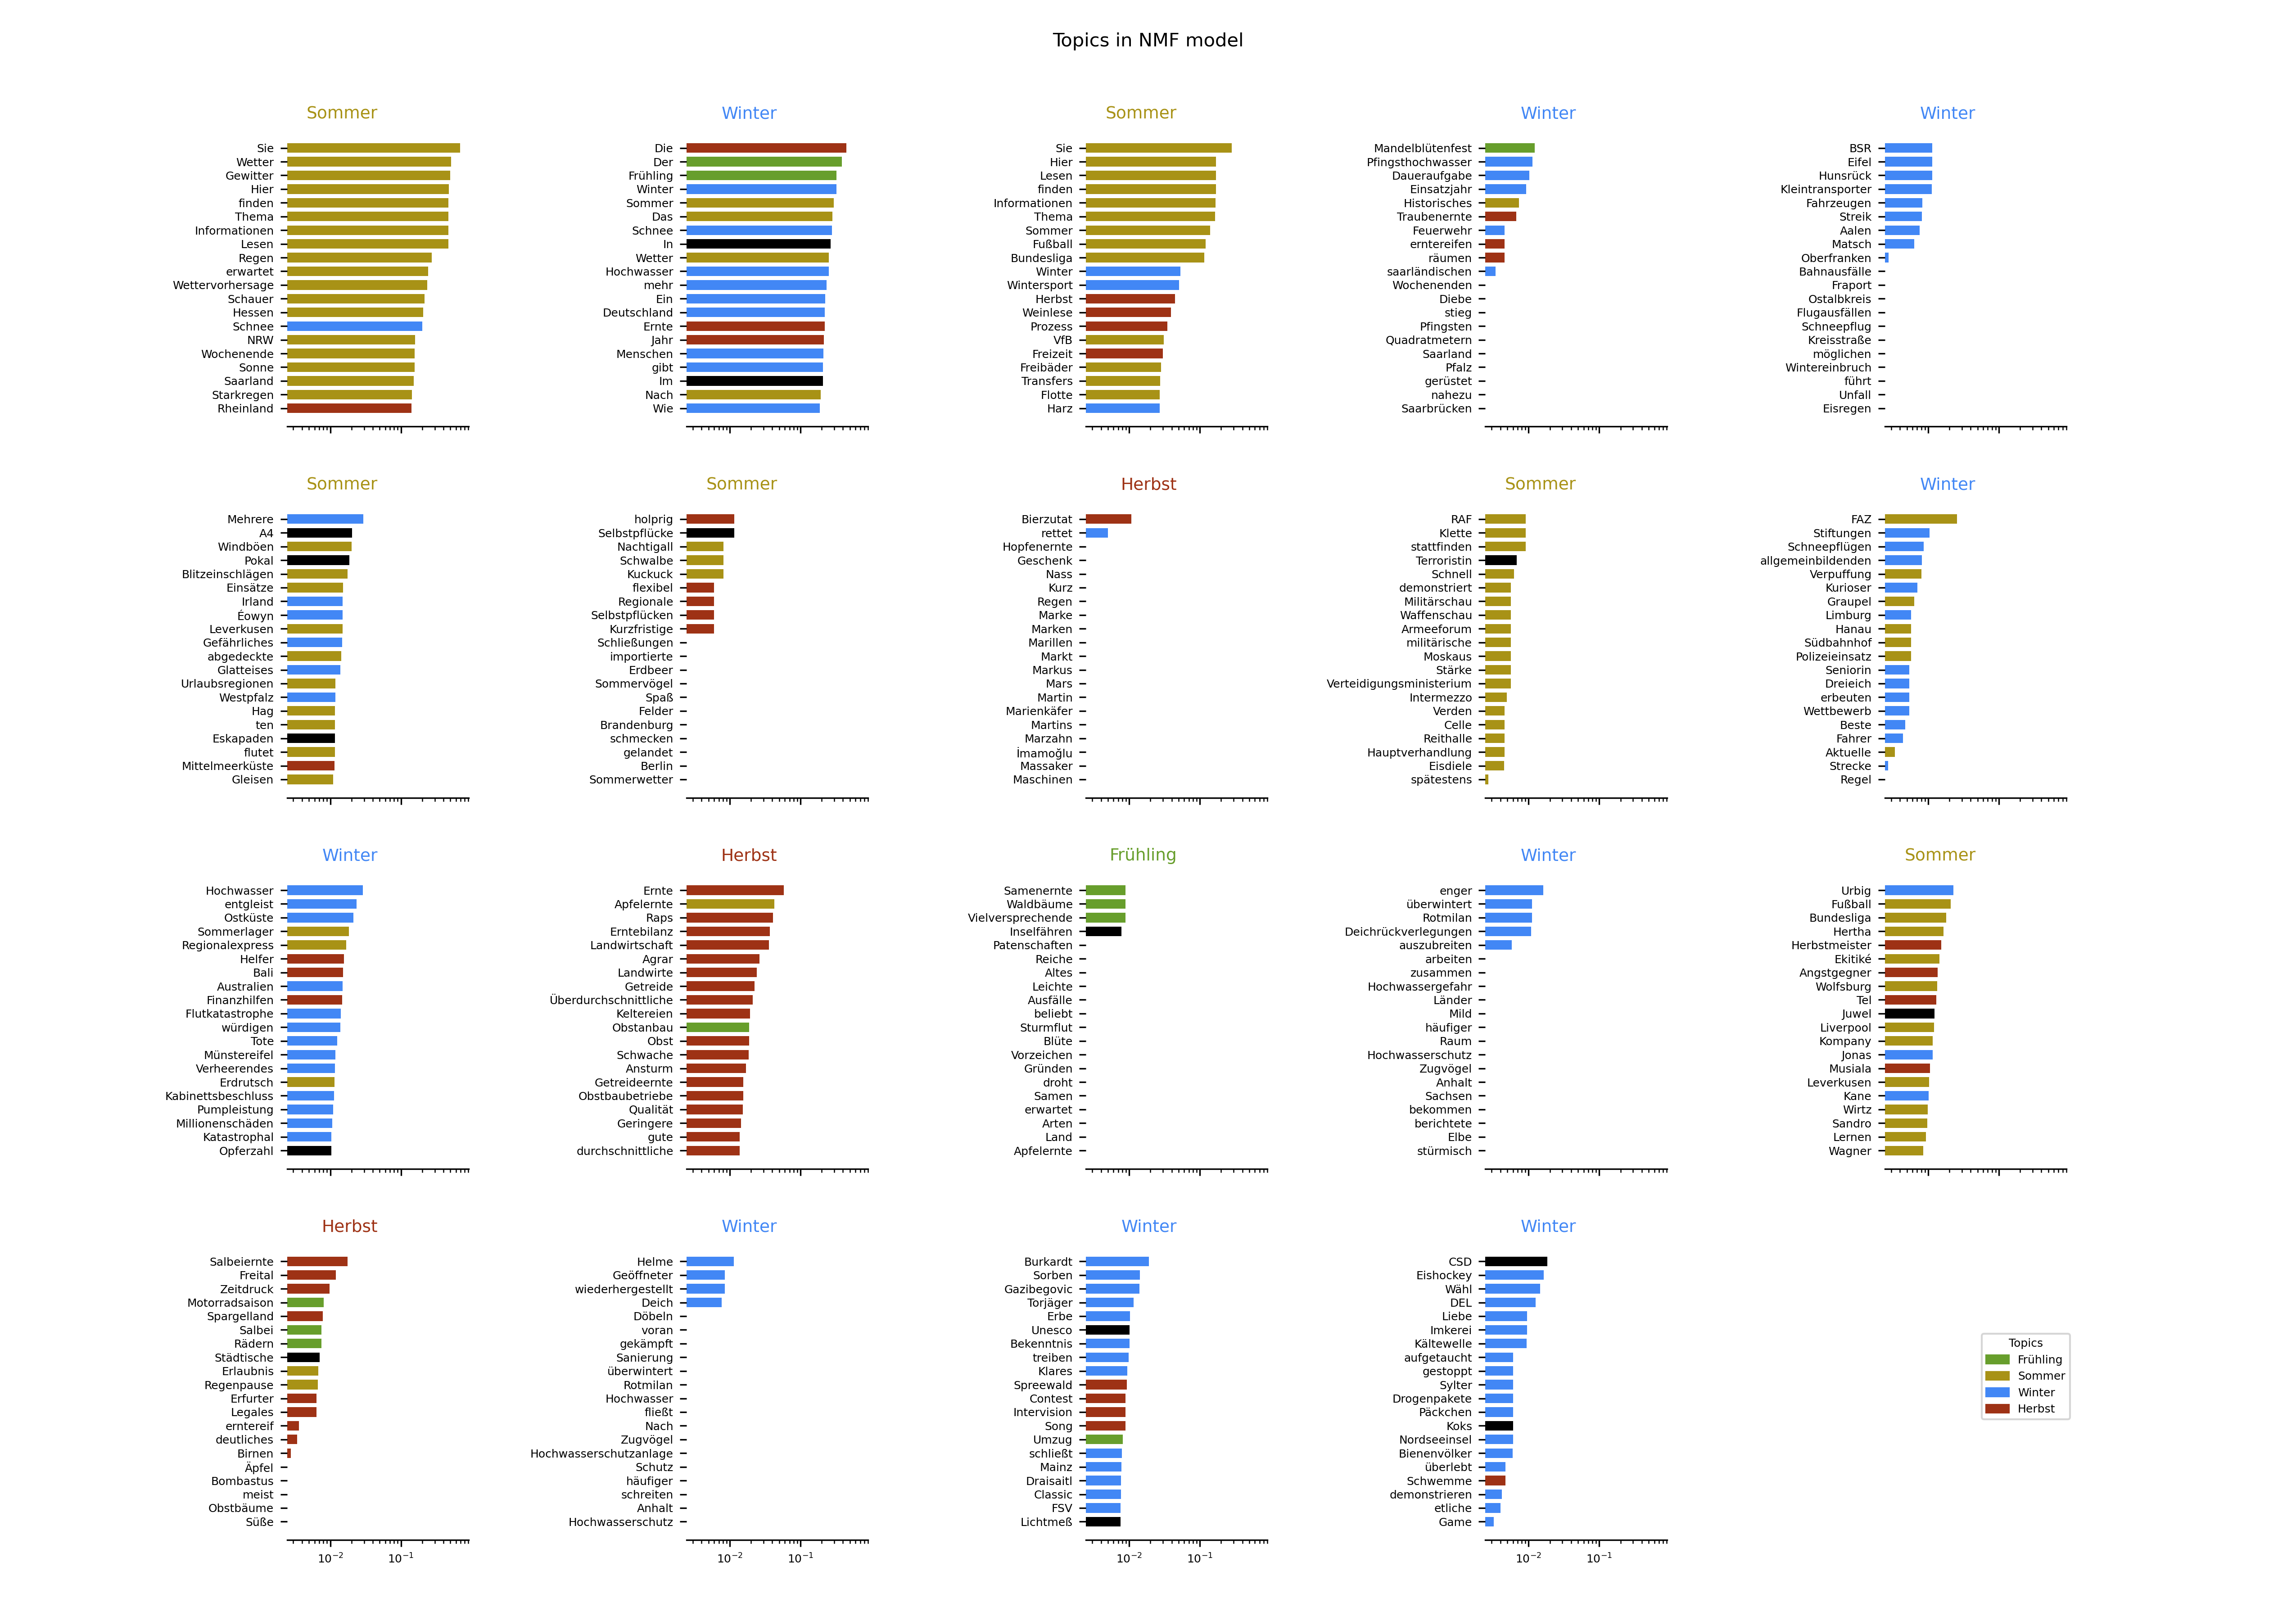 Topics in NMF model
Sommer
Sie
Wetter
Gewitter
Hier
finden
Thema
Informationen
Lesen
Regen
erwartet
Wettervorhersage
Schauer
Hessen
Schnee
NRW
Wochenende
Sonne
Saarland
Starkregen
Rheinland
Winter
Die
Der
Frühling
Winter
Sommer
Das
Schnee
In
Wetter
Hochwasser
mehr
Ein
Deutschland
Ernte
Jahr
Menschen
gibt
Im
Nach
Wie
Sommer
Sie
Hier
Lesen
finden
Informationen
Thema
Sommer
Fußball
Bundesliga
Winter
Wintersport
Herbst
Weinlese
Prozess
VfB
Freizeit
Freibäder
Transfers
Flotte
Harz
Winter
Mandelblütenfest
Pfingsthochwasser
Daueraufgabe
Einsatzjahr
Historisches
Traubenernte
Feuerwehr
erntereifen
räumen
saarländischen
Wochenenden
Diebe
stieg
Pfingsten
Quadratmetern
Saarland
Pfalz
gerüstet
nahezu
Saarbrücken
Winter
BSR
Eifel
Hunsrück
Kleintransporter
Fahrzeugen
Streik
Aalen
Matsch
Oberfranken
Bahnausfälle
Fraport
Ostalbkreis
Flugausfällen
Schneepflug
Kreisstraße
möglichen
Wintereinbruch
führt
Unfall
Eisregen
Sommer
Mehrere
A4
Windböen
Pokal
Blitzeinschlägen
Einsätze
Irland
Éowyn
Leverkusen
Gefährliches
abgedeckte
Glatteises
Urlaubsregionen
Westpfalz
Hag
ten
Eskapaden
flutet
Mittelmeerküste
Gleisen
Sommer
holprig
Selbstpflücke
Nachtigall
Schwalbe
Kuckuck
flexibel
Regionale
Selbstpflücken
Kurzfristige
Schließungen
importierte
Erdbeer
Sommervögel
Spaß
Felder
Brandenburg
schmecken
gelandet
Berlin
Sommerwetter
Herbst
Bierzutat
rettet
Hopfenernte
Geschenk
Nass
Kurz
Regen
Marke
Marken
Marillen
Markt
Markus
Mars
Martin
Marienkäfer
Martins
Marzahn
İmamoğlu
Massaker
Maschinen
Sommer
RAF
Klette
stattfinden
Terroristin
Schnell
demonstriert
Militärschau
Waffenschau
Armeeforum
militärische
Moskaus
Stärke
Verteidigungsministerium
Intermezzo
Verden
Celle
Reithalle
Hauptverhandlung
Eisdiele
spätestens
Winter
FAZ
Stiftungen
Schneepflügen
allgemeinbildenden
Verpuffung
Kurioser
Graupel
Limburg
Hanau
Südbahnhof
Polizeieinsatz
Seniorin
Dreieich
erbeuten
Wettbewerb
Beste
Fahrer
Aktuelle
Strecke
Regel
Winter
Hochwasser
entgleist
Ostküste
Sommerlager
Regionalexpress
Helfer
Bali
Australien
Finanzhilfen
Flutkatastrophe
würdigen
Tote
Münstereifel
Verheerendes
Erdrutsch
Kabinettsbeschluss
Pumpleistung
Millionenschäden
Katastrophal
Opferzahl
Herbst
Ernte
Apfelernte
Raps
Erntebilanz
Landwirtschaft
Agrar
Landwirte
Getreide
Überdurchschnittliche
Keltereien
Obstanbau
Obst
Schwache
Ansturm
Getreideernte
Obstbaubetriebe
Qualität
Geringere
gute
durchschnittliche
Frühling
Samenernte
Waldbäume
Vielversprechende
Inselfähren
Patenschaften
Reiche
Altes
Leichte
Ausfälle
beliebt
Sturmflut
Blüte
Vorzeichen
Gründen
droht
Samen
erwartet
Arten
Land
Apfelernte
Winter
enger
überwintert
Rotmilan
Deichrückverlegungen
auszubreiten
arbeiten
zusammen
Hochwassergefahr
Länder
Mild
häufiger
Raum
Hochwasserschutz
Zugvögel
Anhalt
Sachsen
bekommen
berichtete
Elbe
stürmisch
Sommer
Urbig
Fußball
Bundesliga
Hertha
Herbstmeister
Ekitiké
Angstgegner
Wolfsburg
Tel
Juwel
Liverpool
Kompany
Jonas
Musiala
Leverkusen
Kane
Wirtz
Sandro
Lernen
Wagner
Herbst
Salbeiernte
Freital
Zeitdruck
Motorradsaison
Spargelland
Salbei
Rädern
Städtische
Erlaubnis
Regenpause
Erfurter
Legales
erntereif
deutliches
Birnen
Äpfel
Bombastus
meist
Obstbäume
Süße
10⁻² 10⁻¹
Winter
Helme
Geöffneter
wiederhergestellt
Deich
Döbeln
voran
gekämpft
Sanierung
überwintert
Rotmilan
Hochwasser
fließt
Nach
Zugvögel
Hochwasserschutzanlage
Schutz
häufiger
schreiten
Anhalt
Hochwasserschutz
10⁻² 10⁻¹
Winter
Burkardt
Sorben
Gazibegovic
Torjäger
Erbe
Unesco
Bekenntnis
treiben
Klares
Spreewald
Contest
Intervision
Song
Umzug
schließt
Mainz
Draisaitl
Classic
FSV
Lichtmeß
10⁻² 10⁻¹
Winter
CSD
Eishockey
Wähl
DEL
Liebe
Imkerei
Kältewelle
aufgetaucht
gestoppt
Sylter
Drogenpakete
Päckchen
Koks
Nordseeinsel
Bienenvölker
überlebt
Schwemme
demonstrieren
etliche
Game
10⁻² 10⁻¹
Topics
Frühling
Sommer
Winter
Herbst